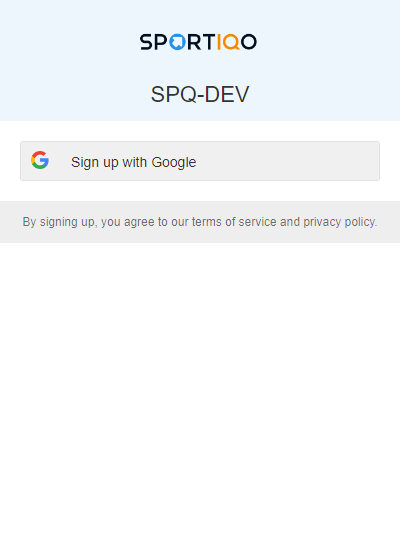 SPORTIQO
SPQ-DEV
Sign up with Google
By signing up, you agree to our terms of service and privacy policy.